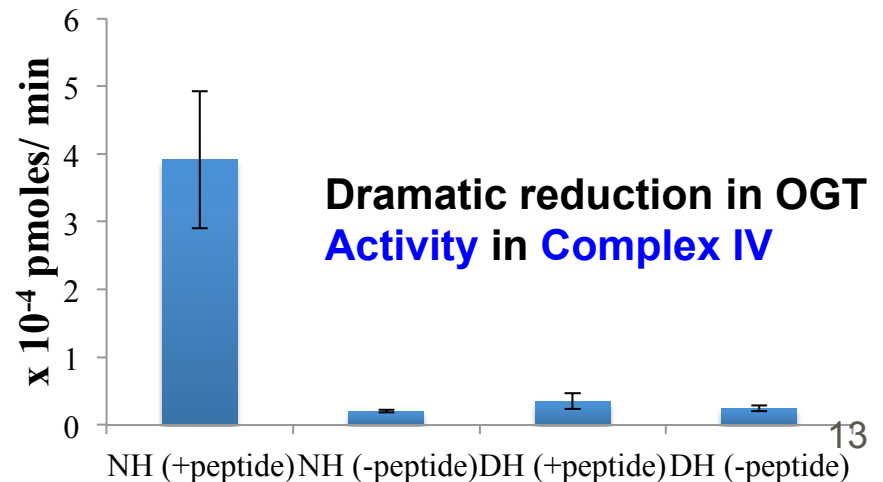 6
5
4
3
2
1
0
x 10-4 pmoles/ min
Dramatic reduction in OGT
Activity in Complex IV
13
NH (+peptide) NH (-peptide) DH (+peptide) DH (-peptide)